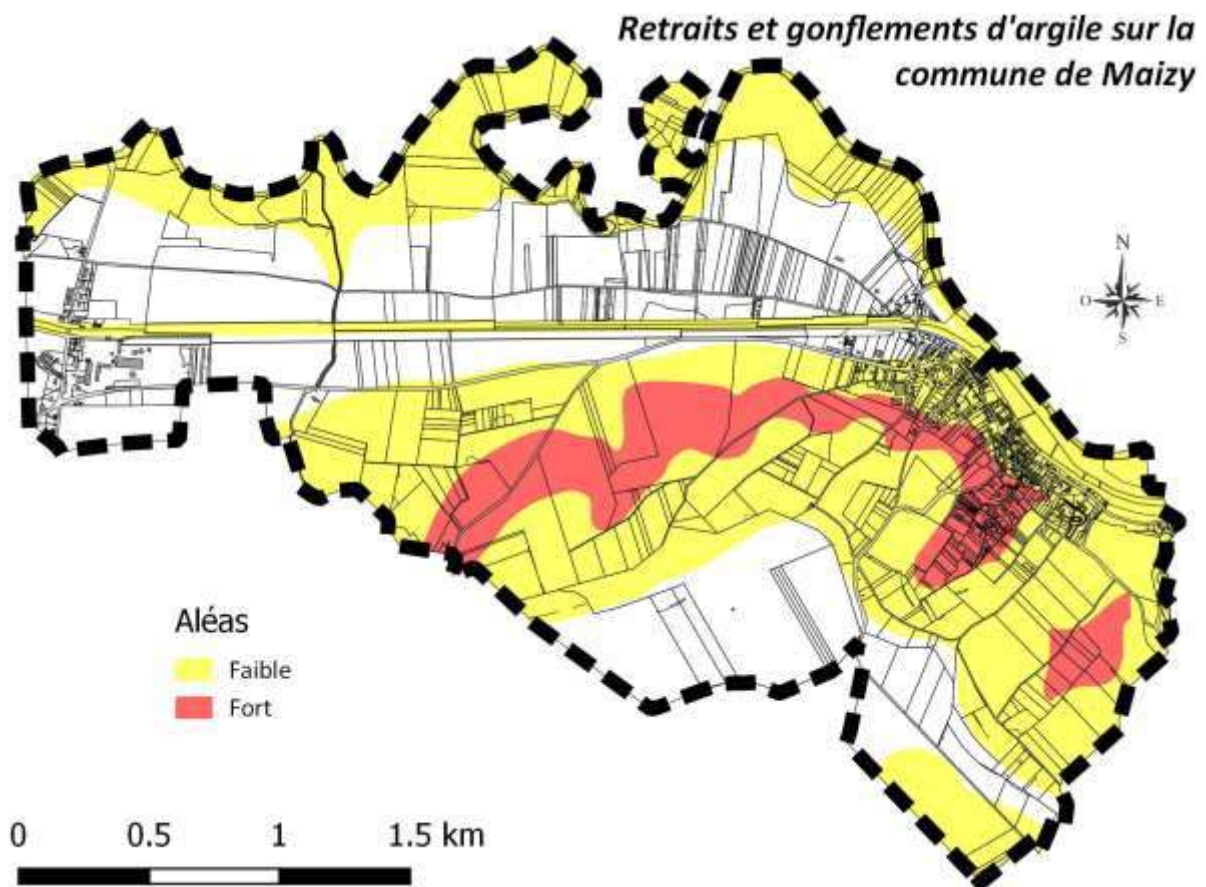 Retraits et gonflements d'argile sur la
commune de Maizy
N
O
E
S
Aléas
Faible
Fort
0 0.5 1 1.5 km